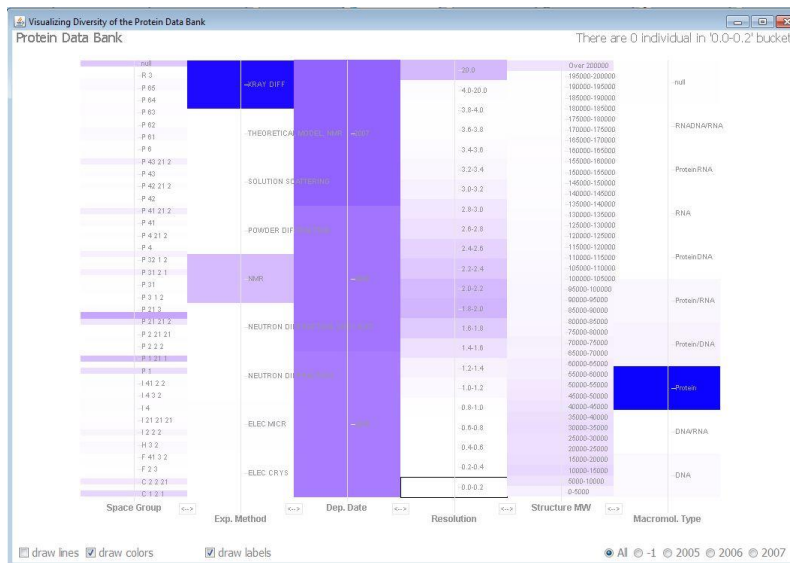 Visualizing Diversity of the Protein Data Bank
Protein Data Bank
There are 0 individual in '0.0-0.2' bucket
null
R 3
P 65
P 64
P 63
P 62
P 61
P 6
P 43 21 2
P 43
P 42 21 2
P 42
P 41 21 2
P 41
P 4 21 2
P 4
P 32 1 2
P 31 2 1
P 31
P 3 1 2
P 21 3
P 21 21 2
P 2 21 21
P 2 2 2
P 1 21 1
P 1
I 41 2 2
I 4 3 2
I 4
I 21 21 21
I 2 2 2
H 3 2
F 41 3 2
F 2 3
C 2 2 21
C 1 2 1
Space Group
<-->
XRAY DIFF
THEORETICAL MODEL, NMR
SOLUTION SCATTERING
POWDER DIFF
NMR
NEUTRON DI
NEUTRON DI
ELEC MICR
ELEC CRYS
Exp. Method
<-->
Dep. Date
<-->
-20.0
4.0-20.0
3.8-4.0
3.6-3.8
3.4-3.6
3.2-3.4
3.0-3.2
2.8-3.0
2.6-2.8
2.4-2.6
2.2-2.4
2.0-2.2
1.8-2.0
1.6-1.8
1.4-1.6
1.2-1.4
1.0-1.2
0.8-1.0
0.6-0.8
0.4-0.6
0.2-0.4
0.0-0.2
Resolution
<-->
Over 200000
195000-200000
190000-195000
185000-190000
180000-185000
175000-180000
170000-175000
165000-170000
160000-165000
155000-160000
150000-155000
145000-150000
140000-145000
135000-140000
130000-135000
125000-130000
120000-125000
115000-120000
110000-115000
105000-110000
100000-105000
95000-100000
90000-95000
85000-90000
80000-85000
75000-80000
70000-75000
65000-70000
60000-65000
55000-60000
50000-55000
45000-50000
40000-45000
35000-40000
30000-35000
25000-30000
20000-25000
15000-20000
10000-15000
5000-10000
0-5000
Structure MW
<-->
null
RNADNA/RNA
ProteinRNA
RNA
ProteinDNA
Protein/RNA
Protein/DNA
Protein
DNA/RNA
DNA
Macromol. Type
draw lines
draw colors
draw labels
All
-1
2005
2006
2007